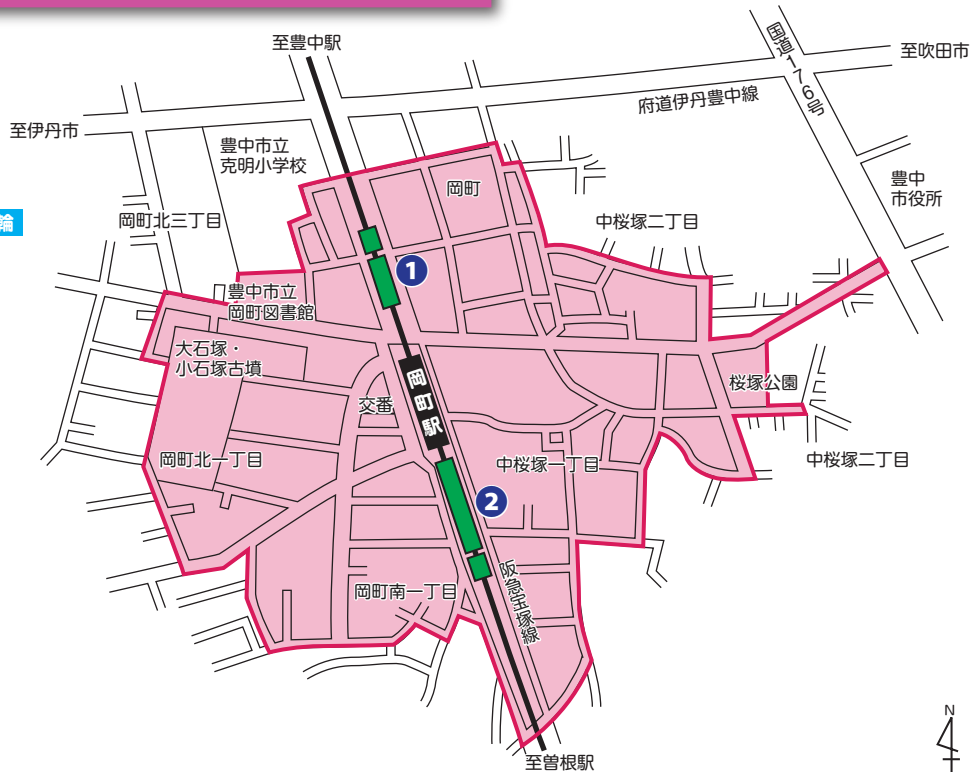 至豊中駅
国道176号
至吹田市
府道伊丹豊中線
至伊丹市
豊中市立
克明小学校
豊中
市役所
岡町
輪
岡町北三丁目
中桜塚二丁目
1
豊中市立
岡町図書館
大石塚・
小石塚古墳
岡町駅
交番
桜塚公園
岡町北一丁目
中桜塚一丁目
中桜塚二丁目
2
阪急宝塚線
岡町南一丁目
N
至曽根駅